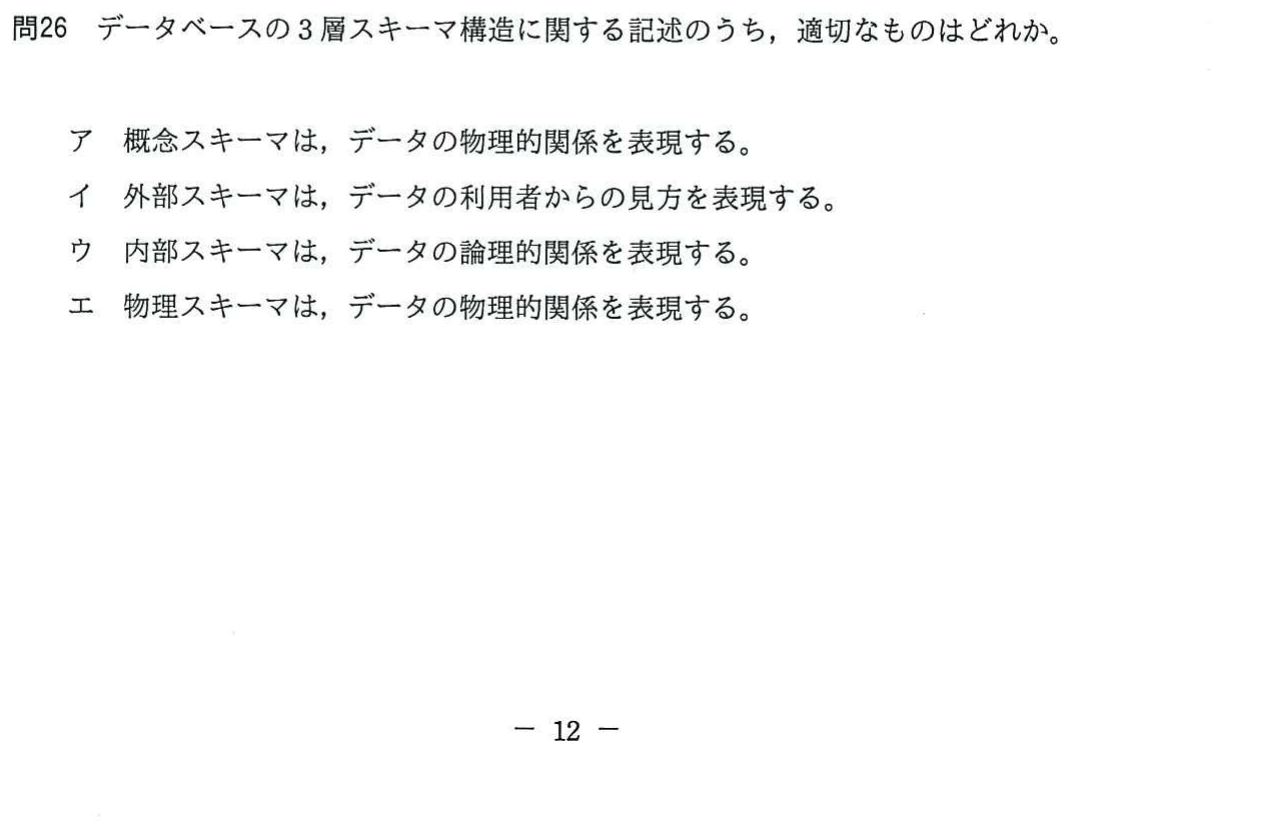 問26　データベースの3層スキーマ構造に関する記述のうち，適切なものはどれか。
ア　概念スキーマは，データの物理的関係を表現する。
イ　外部スキーマは，データの利用者からの見方を表現する。
ウ　内部スキーマは，データの論理的関係を表現する。
エ　物理スキーマは，データの物理的関係を表現する。
－ 12 －